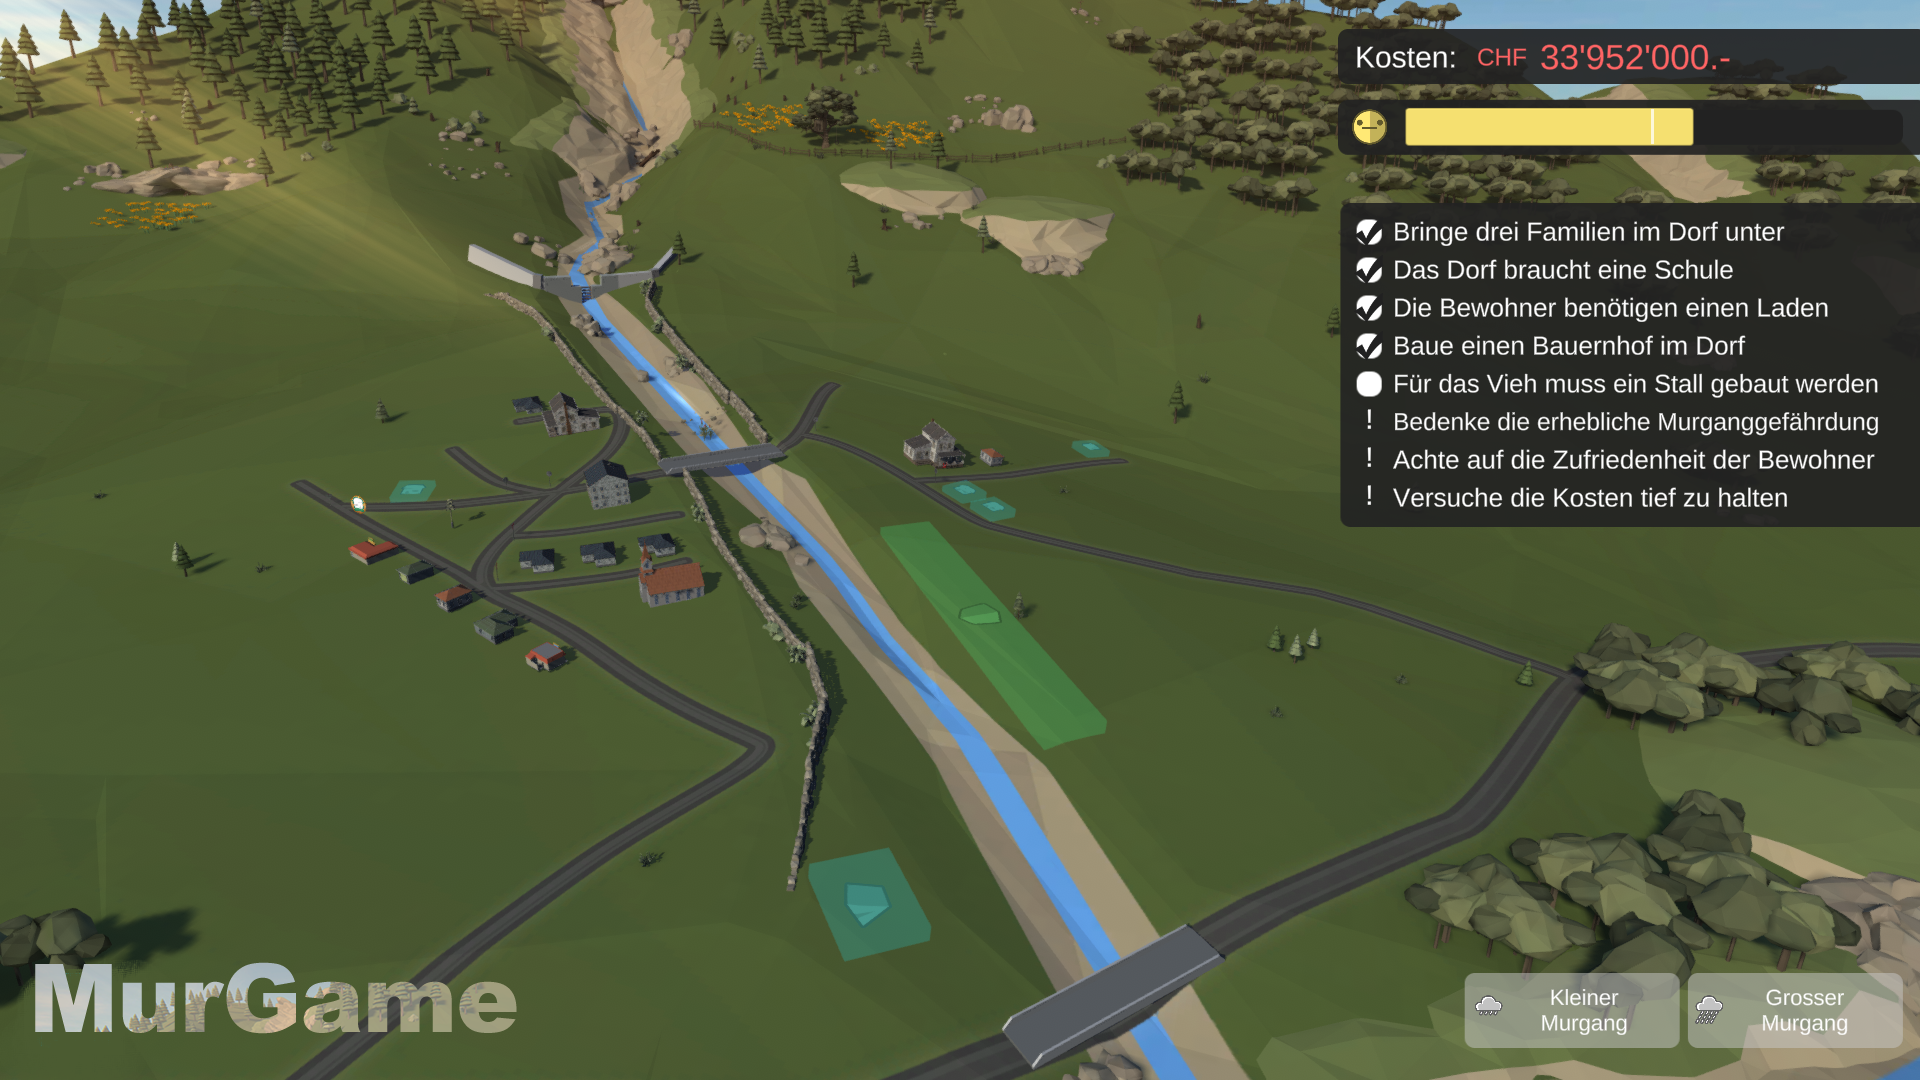 Kosten: CHF 33'952'000.-
Bringe drei Familien im Dorf unter
Das Dorf braucht eine Schule
Die Bewohner benötigen einen Laden
Baue einen Bauernhof im Dorf
Für das Vieh muss ein Stall gebaut werden
! Bedenke die erhebliche Murganggefährdung
! Achte auf die Zufriedenheit der Bewohner
! Versuche die Kosten tief zu halten
MurGame
Kleiner
Murgang
Grosser
Murgang